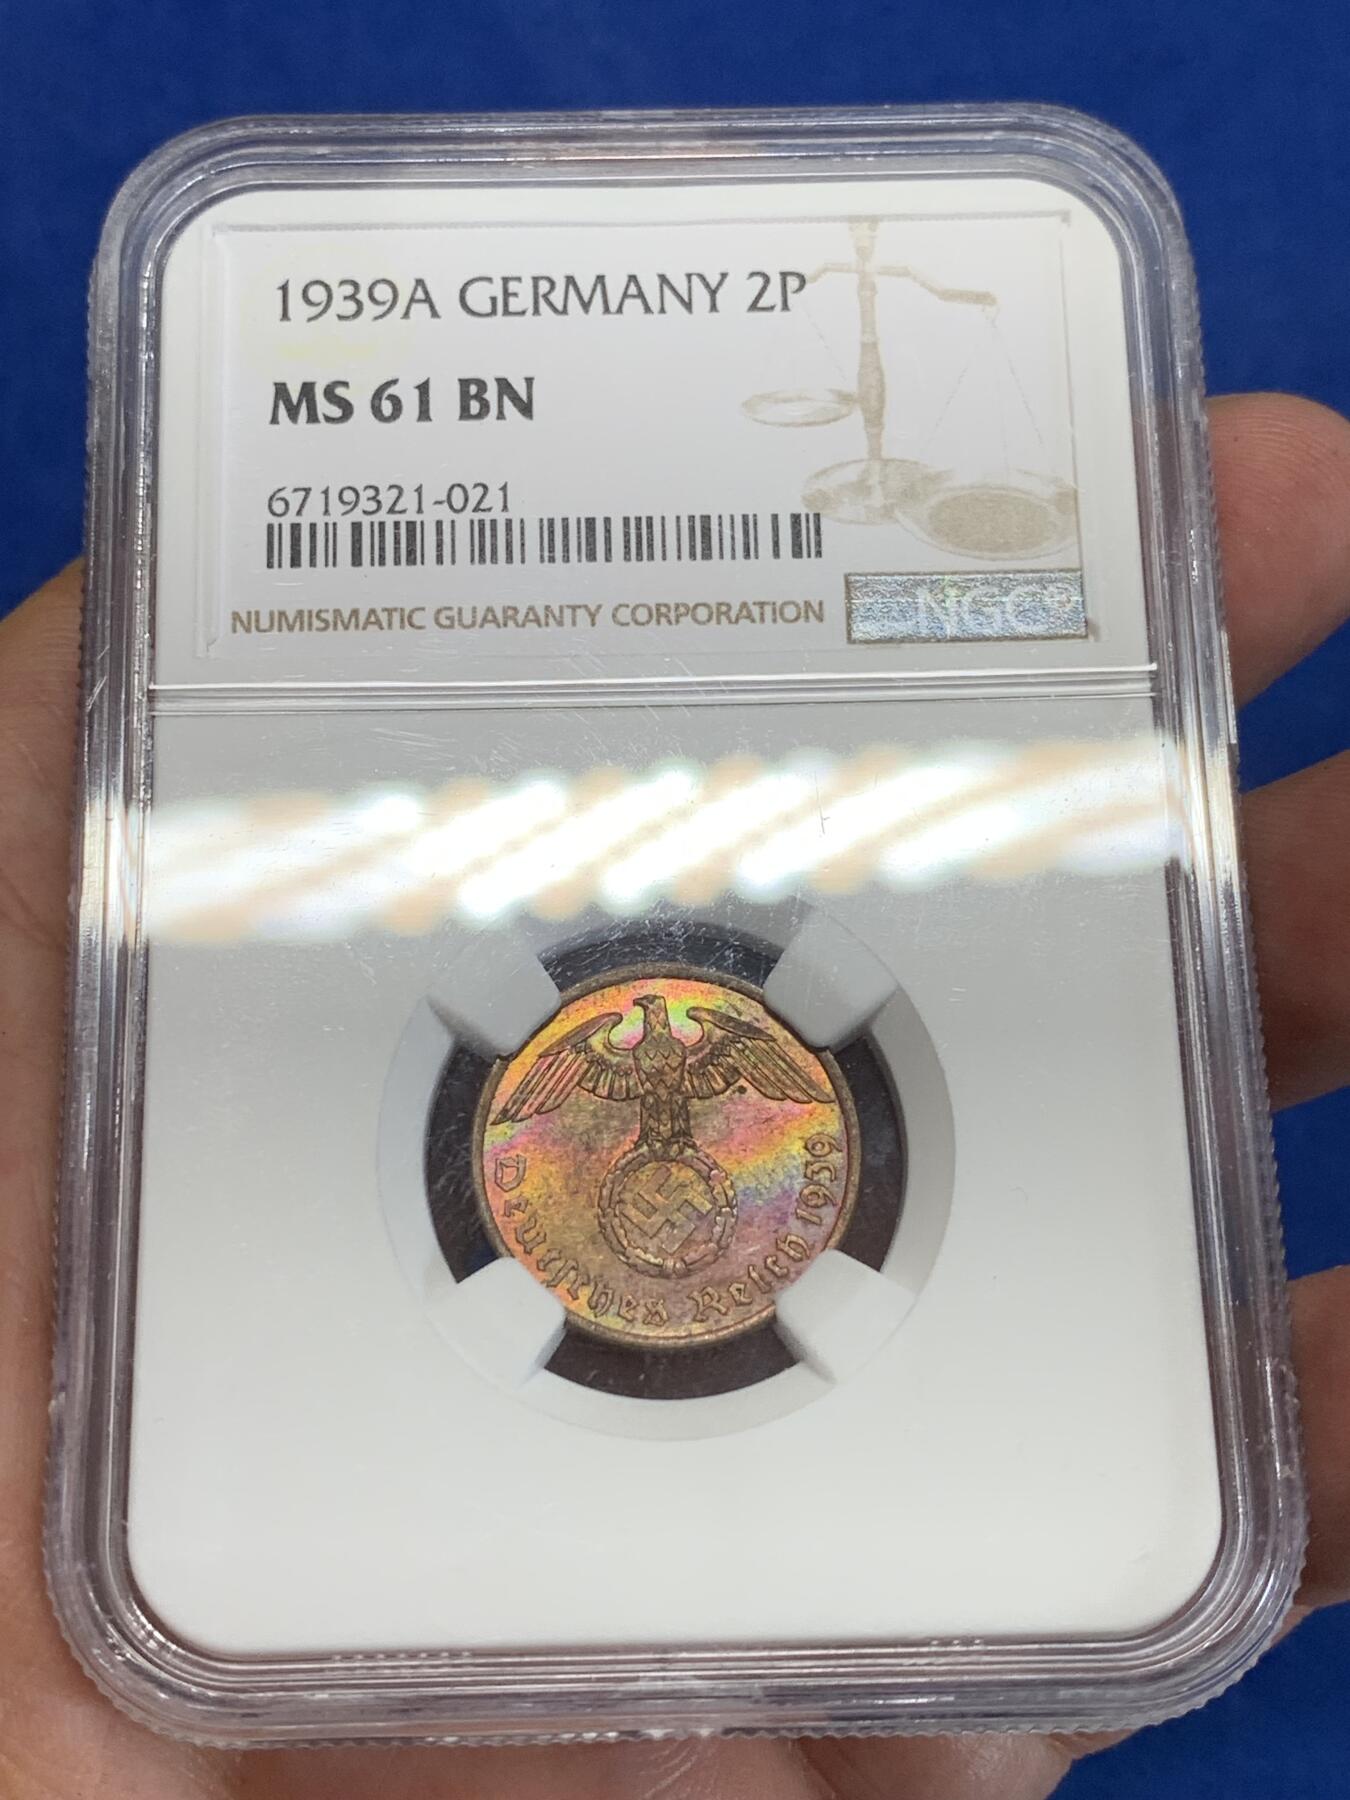 1939A GERMANY 2P
MS 61 BN
6719321-021
NUMISMATIC GUARANTY CORPORATION
NGC®
Deutsches Reich 1939